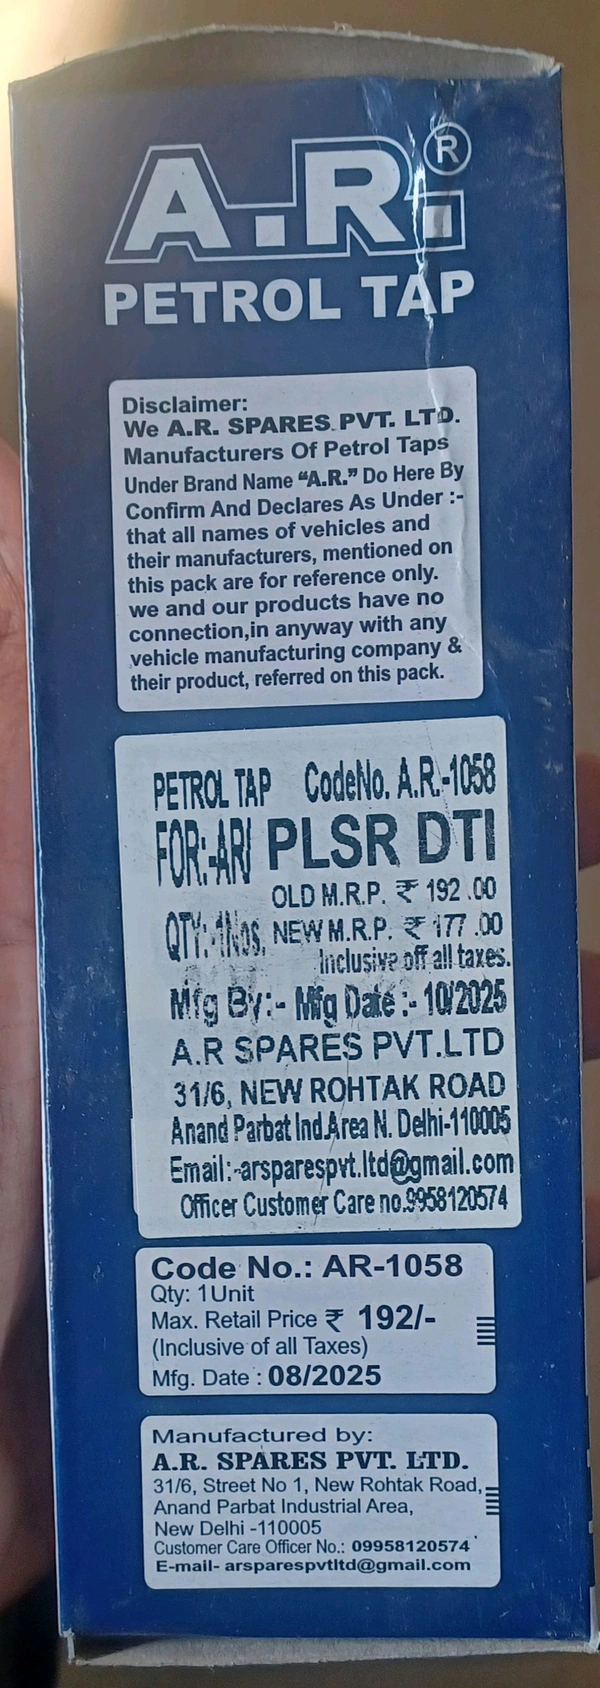 A.R.®
PETROL TAP
Disclaimer:
We A.R. SPARES PVT. LTD.
Manufacturers Of Petrol Taps
Under Brand Name “A.R.” Do Here By
Confirm And Declares As Under :-
that all names of vehicles and
their manufacturers, mentioned on
this pack are for reference only.
we and our products have no
connection,in anyway with any
vehicle manufacturing company &
their product, referred on this pack.
PETROL TAP CodeNo. A.R.-1058
FOR:-AR/ PLSR DTI
OLD M.R.P. ₹ 192.00
QTY:-1Nos. NEW M.R.P. ₹ 177.00
Inclusive off all taxes.
Mfg By:- Mfg Date:- 10/2025
A.R SPARES PVT.LTD
31/6, NEW ROHTAK ROAD
Anand Parbat Ind.Area N. Delhi-110005
Email:-arsparespvt.ltd@gmail.com
Officer Customer Care no.9958120574
Code No.: AR-1058
Qty: 1Unit
Max. Retail Price ₹ 192/-
(Inclusive of all Taxes)
Mfg. Date : 08/2025
Manufactured by:
A.R. SPARES PVT. LTD.
31/6, Street No 1, New Rohtak Road,
Anand Parbat Industrial Area,
New Delhi -110005
Customer Care Officer No.: 09958120574
E-mail- arsparespvtltd@gmail.com